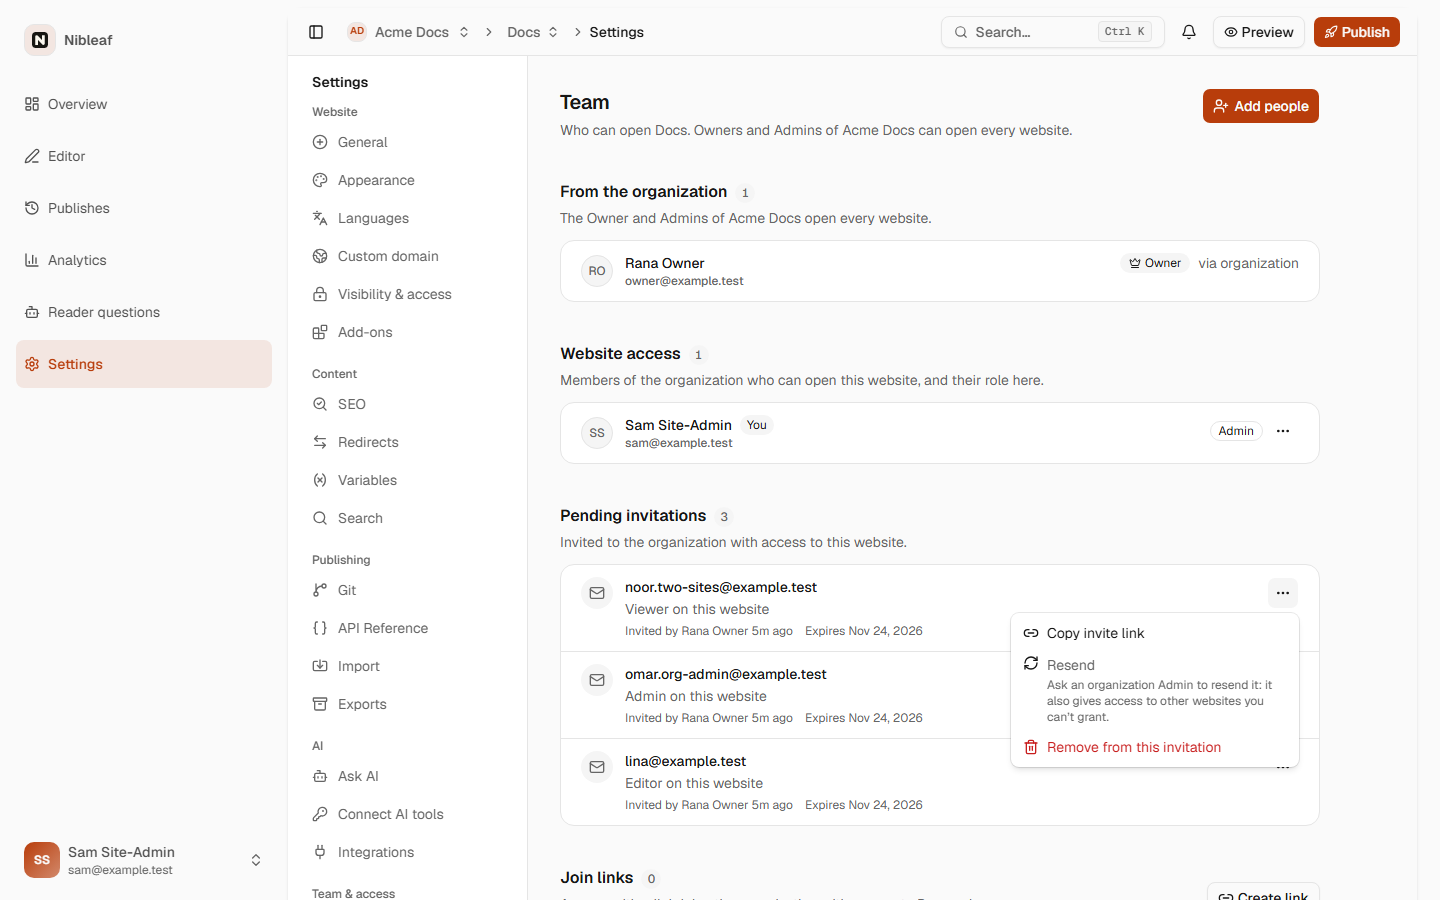 Nibleaf
Overview
Editor
Publishes
Analytics
Reader questions
Settings
SS
Sam Site-Admin
sam@example.test
AD Acme Docs > Docs > Settings
Search... Ctrl K
Preview
Publish
Settings
Website
General
Appearance
Languages
Custom domain
Visibility & access
Add-ons
Content
SEO
Redirects
Variables
Search
Publishing
Git
API Reference
Import
Exports
AI
Ask AI
Connect AI tools
Integrations
Team & access
Team
Add people
Who can open Docs. Owners and Admins of Acme Docs can open every website.
From the organization 1
The Owner and Admins of Acme Docs open every website.
RO
Rana Owner
owner@example.test
Owner via organization
Website access 1
Members of the organization who can open this website, and their role here.
SS
Sam Site-Admin You
sam@example.test
Admin
Pending invitations 3
Invited to the organization with access to this website.
noor.two-sites@example.test
Viewer on this website
Invited by Rana Owner 5m ago Expires Nov 24, 2026
omar.org-admin@example.test
Admin on this website
Invited by Rana Owner 5m ago Expires Nov 24, 2026
lina@example.test
Editor on this website
Invited by Rana Owner 5m ago Expires Nov 24, 2026
Copy invite link
Resend
Ask an organization Admin to resend it: it
also gives access to other websites you
can't grant.
Remove from this invitation
Join links 0
Create link